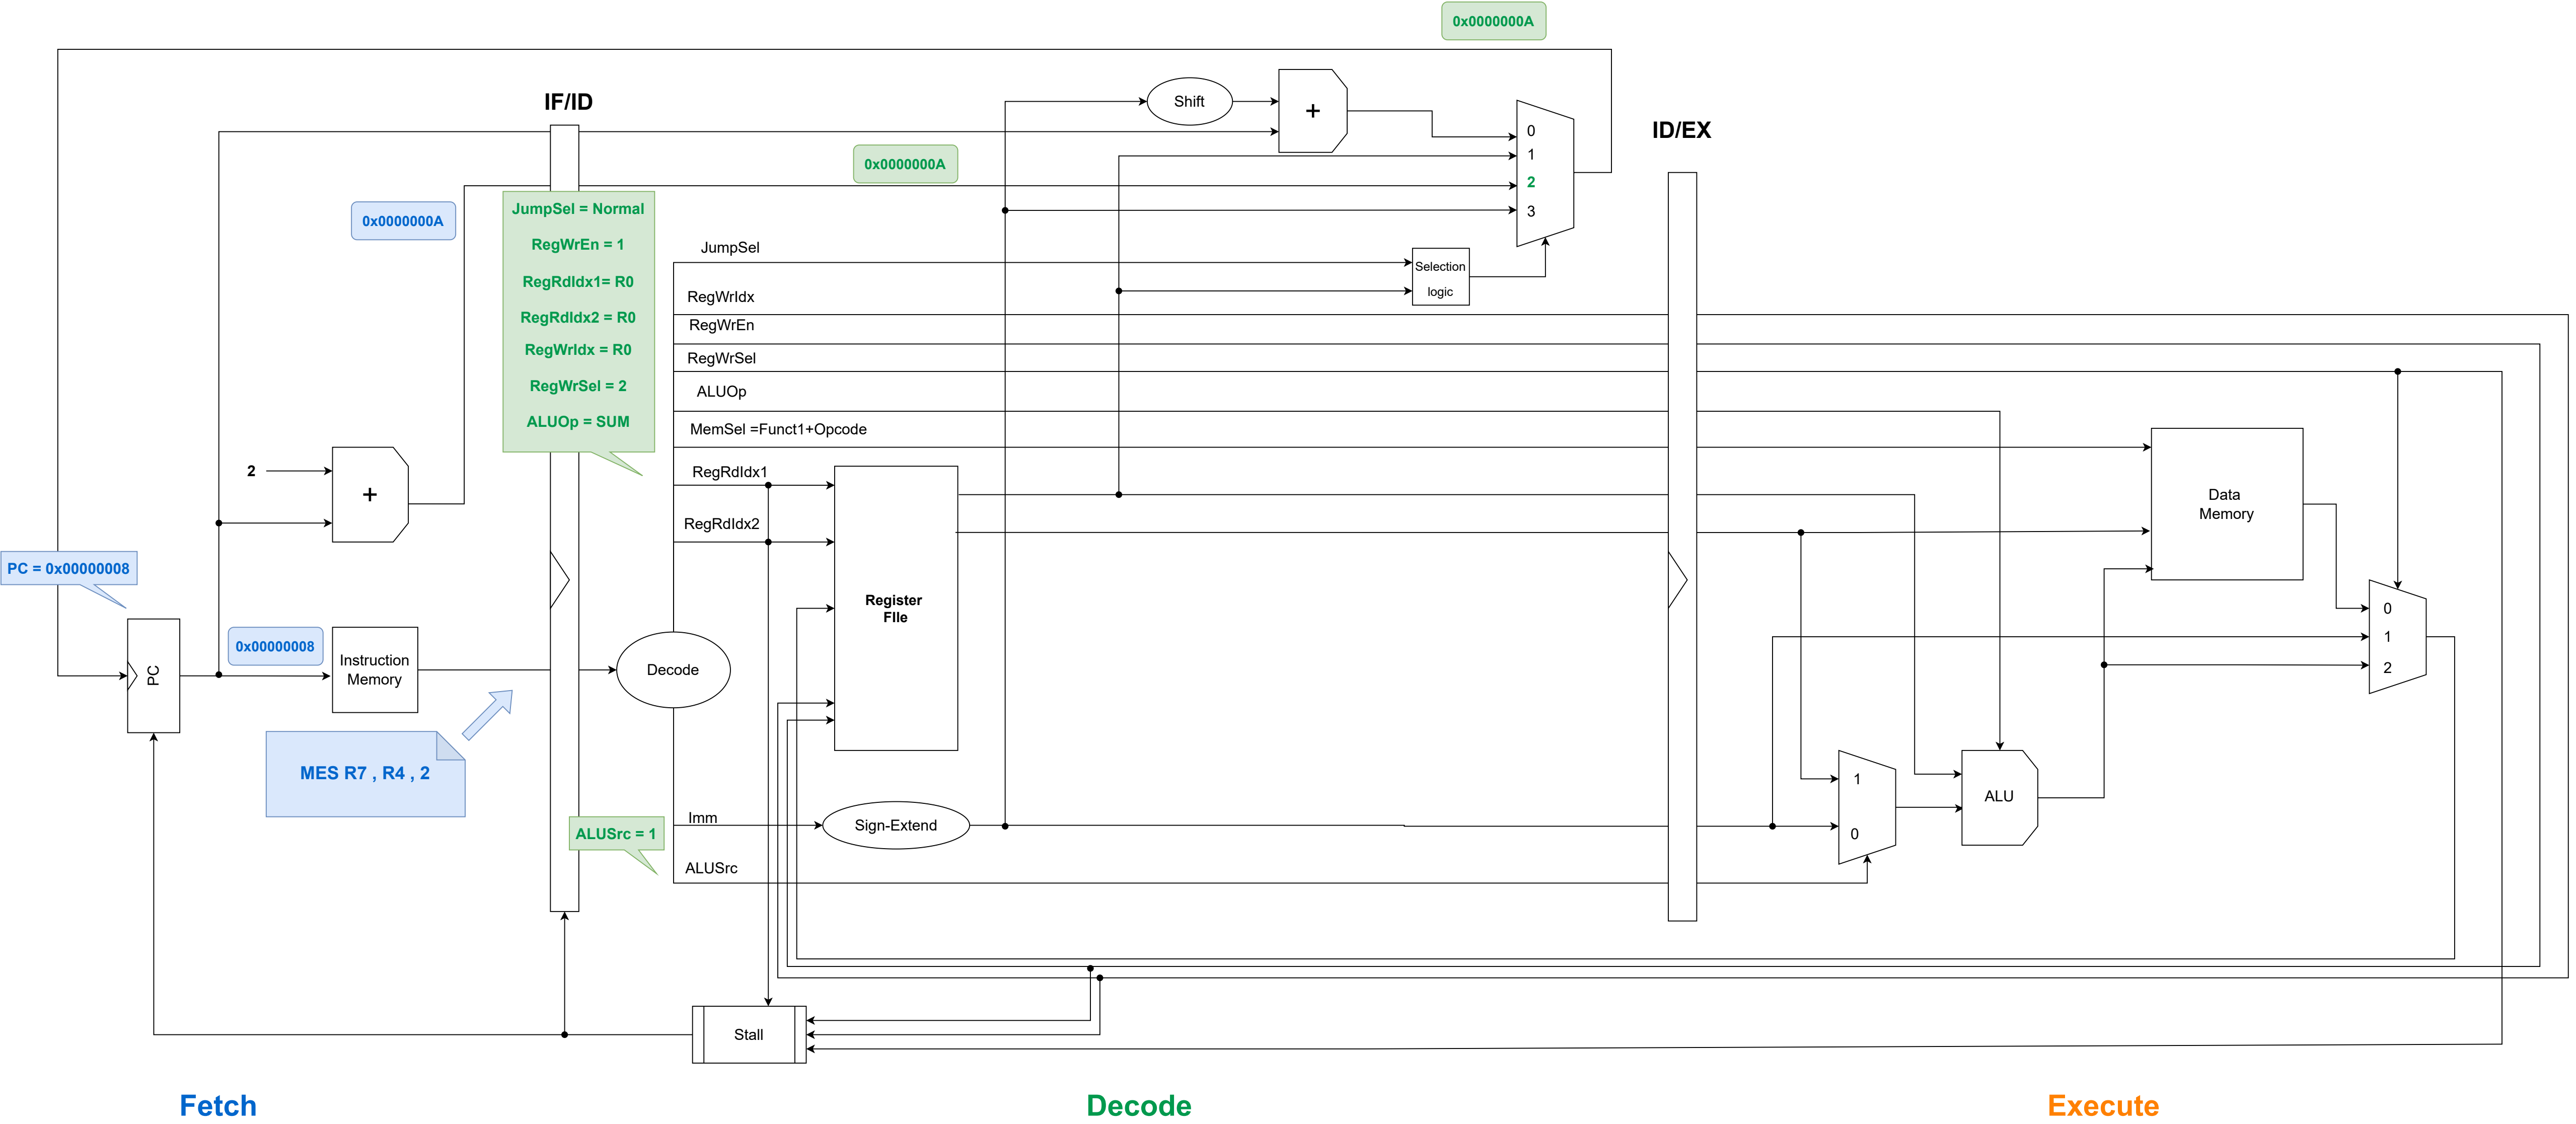 0x0000000A
IF/ID
Shift
+
0
1
2
3
ID/EX
0x0000000A
0x0000000A
JumpSel = Normal
RegWrEn = 1
RegRdIdx1= R0
RegRdIdx2 = R0
RegWrIdx = R0
RegWrSel = 2
ALUOp = SUM
JumpSel
Selection
logic
RegWrIdx
RegWrEn
RegWrSel
ALUOp
MemSel =Funct1+Opcode
RegRdIdx1
RegRdIdx2
2
+
Data
Memory
PC = 0x00000008
Register
FIle
0
1
2
0x00000008
PC
Instruction
Memory
Decode
MES R7 , R4 , 2
ALUSrc = 1
Imm
Sign-Extend
ALUSrc
1
0
ALU
Stall
Fetch
Decode
Execute